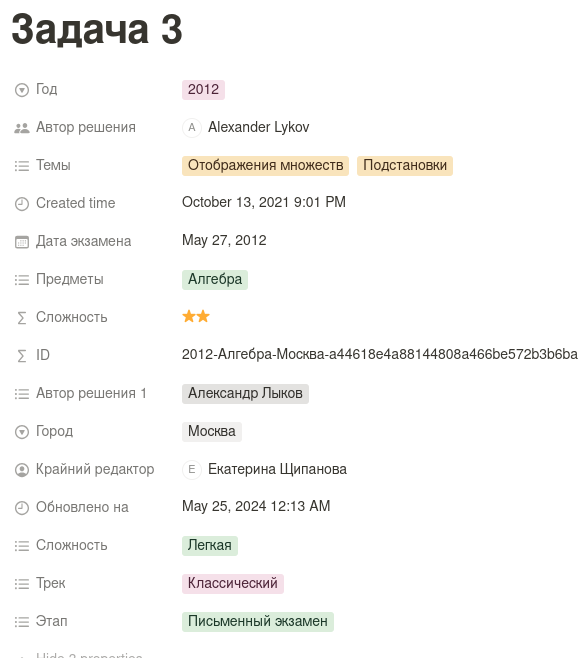 Задача 3
Год 2012
Автор решения A Alexander Lykov
Темы Отображения множеств Подстановки
Created time October 13, 2021 9:01 PM
Дата экзамена May 27, 2012
Предметы Алгебра
Сложность ⭐⭐
ID 2012-Алгебра-Москва-a44618e4a88144808a466be572b3b6ba
Автор решения 1 Александр Лыков
Город Москва
Крайний редактор E Екатерина Щипанова
Обновлено на May 25, 2024 12:13 AM
Сложность Легкая
Трек Классический
Этап Письменный экзамен
Hide 3 properties